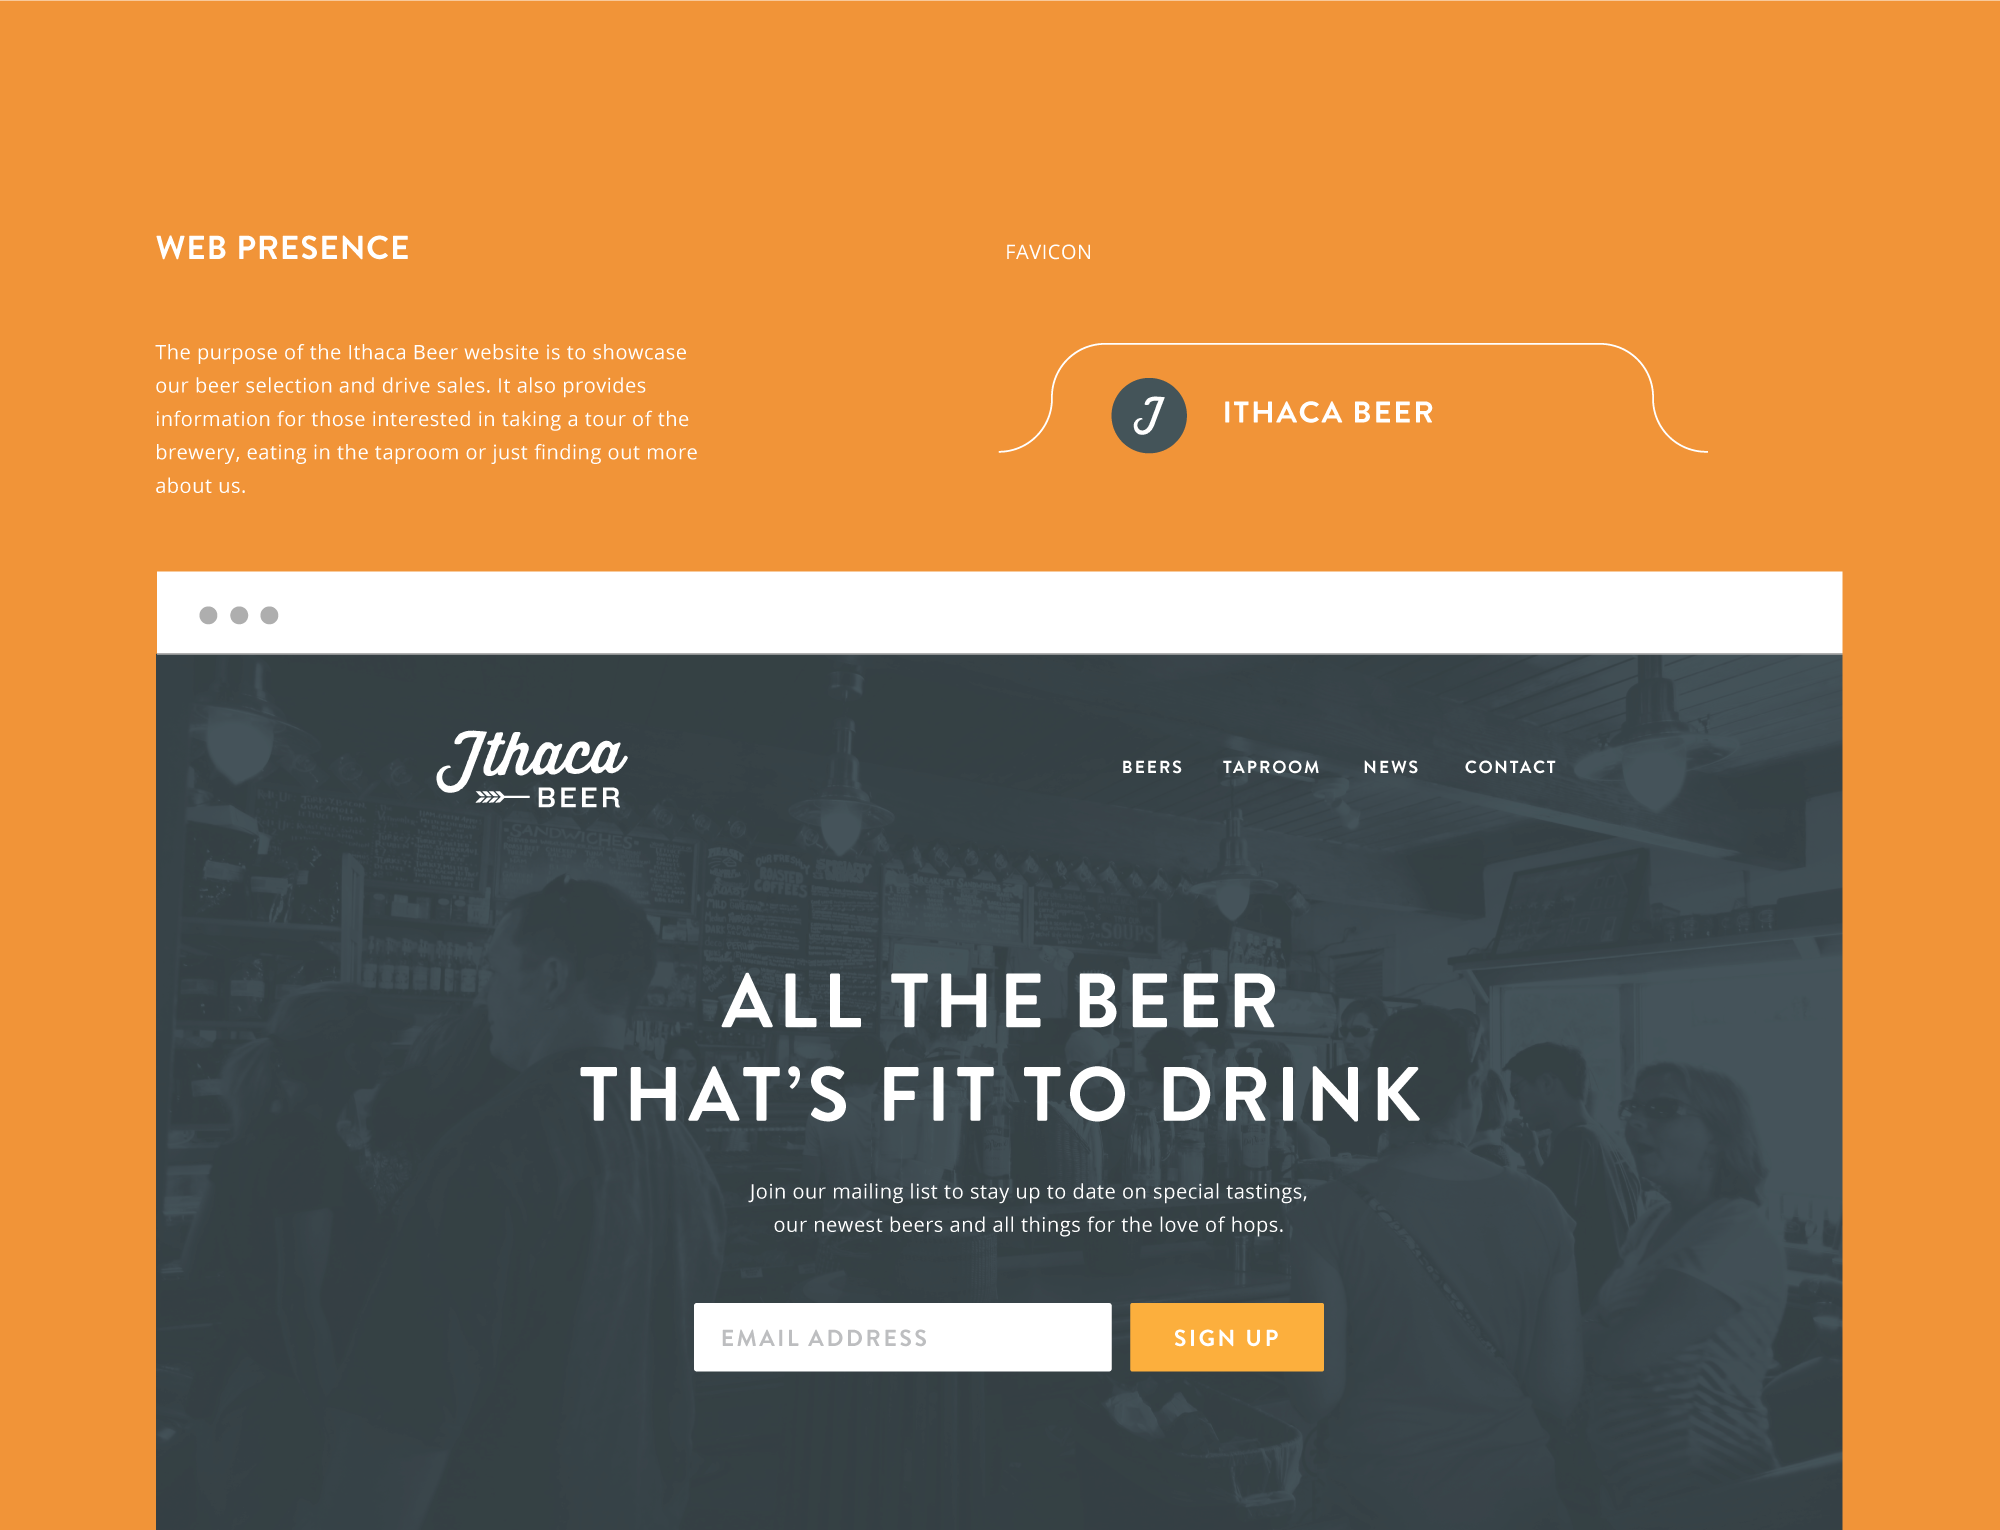 WEB PRESENCE
FAVICON
The purpose of the Ithaca Beer website is to showcase
our beer selection and drive sales. It also provides
information for those interested in taking a tour of the
brewery, eating in the taproom or just finding out more
about us.
J
ITHACA BEER
Ithaca
BEER
BEERS TAPROOM NEWS CONTACT
SANDWICHES
SOUPS
ALL THE BEER
THAT’S FIT TO DRINK
Join our mailing list to stay up to date on special tastings,
our newest beers and all things for the love of hops.
EMAIL ADDRESS
SIGN UP